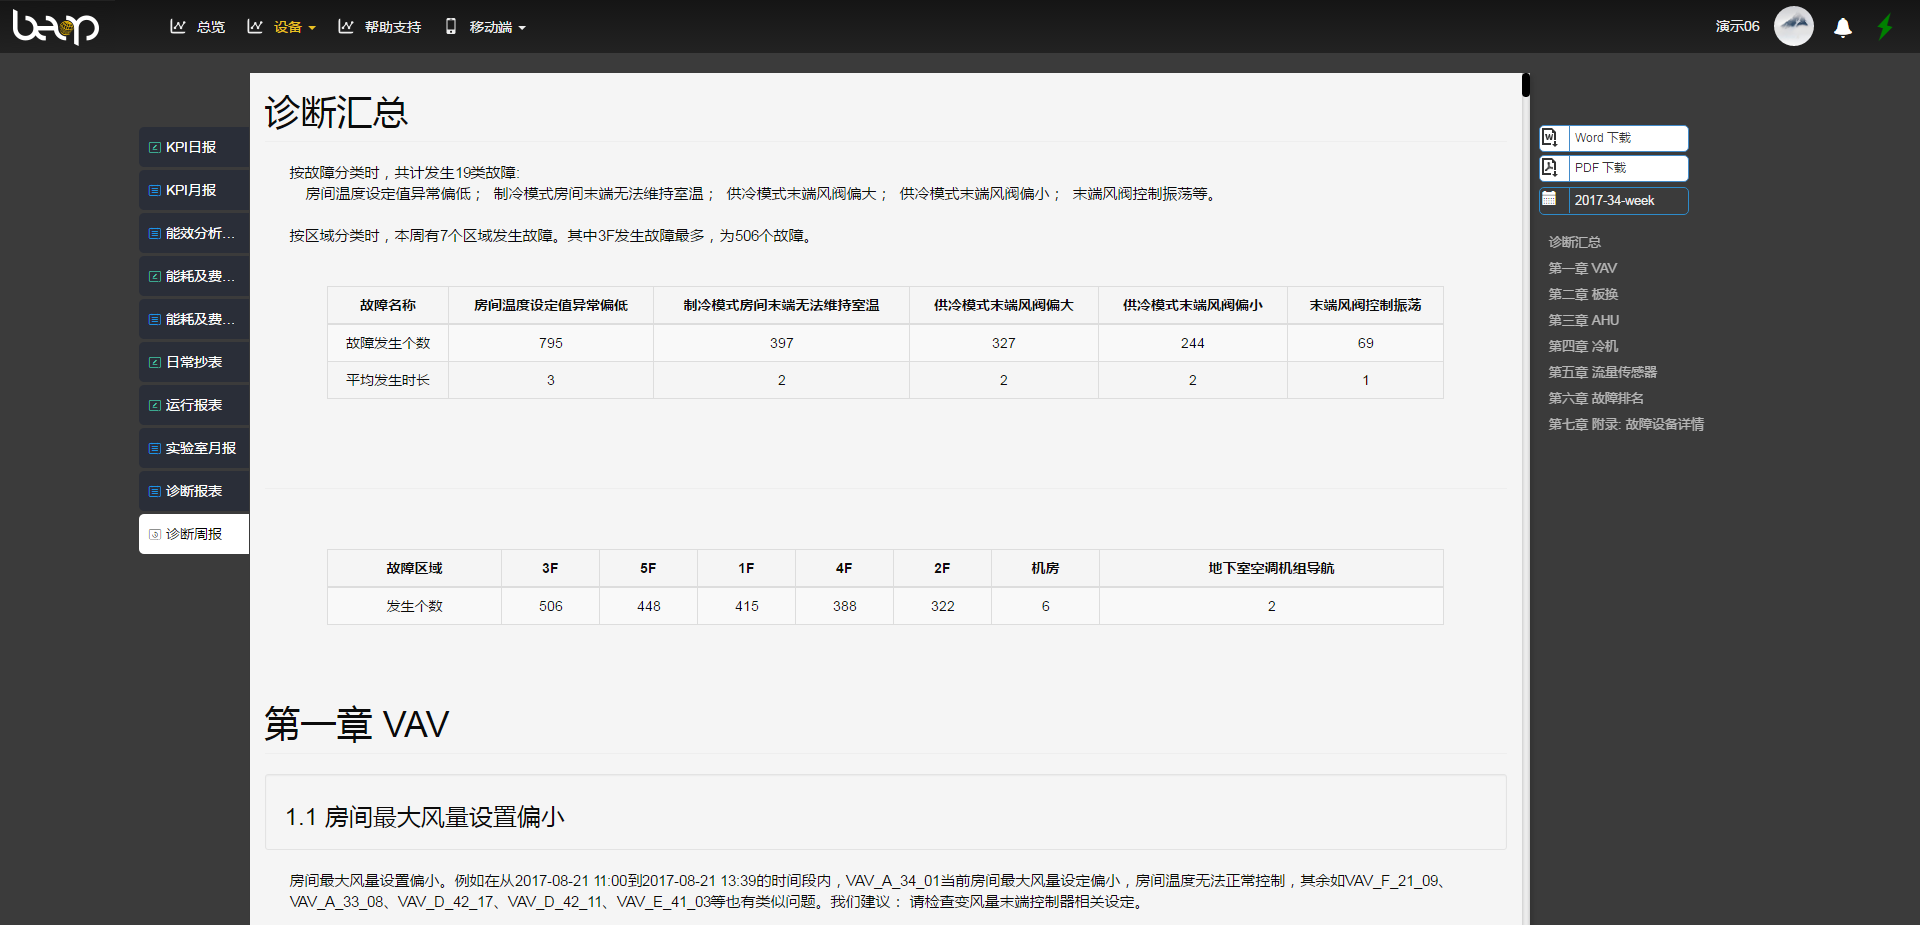 beop
总览
设备
帮助支持
移动端
演示06
KPI日报
KPI月报
能效分析...
能耗及费...
能耗及费...
日常抄表
运行报表
实验室月报
诊断报表
诊断周报
诊断汇总
按故障分类时，共计发生19类故障:
房间温度设定值异常偏低； 制冷模式房间末端无法维持室温； 供冷模式末端风阀偏大； 供冷模式末端风阀偏小； 末端风阀控制振荡等。
按区域分类时，本周有7个区域发生故障。其中3F发生故障最多，为506个故障。
故障名称 房间温度设定值异常偏低 制冷模式房间末端无法维持室温 供冷模式末端风阀偏大 供冷模式末端风阀偏小 末端风阀控制振荡
故障发生个数 795 397 327 244 69
平均发生时长 3 2 2 2 1
故障区域 3F 5F 1F 4F 2F 机房 地下室空调机组导航
发生个数 506 448 415 388 322 6 2
第一章 VAV
1.1 房间最大风量设置偏小
房间最大风量设置偏小。例如在从2017-08-21 11:00到2017-08-21 13:39的时间段内，VAV_A_34_01当前房间最大风量设定偏小，房间温度无法正常控制，其余如VAV_F_21_09、
VAV_A_33_08、VAV_D_42_17、VAV_D_42_11、VAV_E_41_03等也有类似问题。我们建议： 请检查变风量末端控制器相关设定。
Word 下载
PDF 下载
2017-34-week
诊断汇总
第一章 VAV
第二章 板换
第三章 AHU
第四章 冷机
第五章 流量传感器
第六章 故障排名
第七章 附录: 故障设备详情